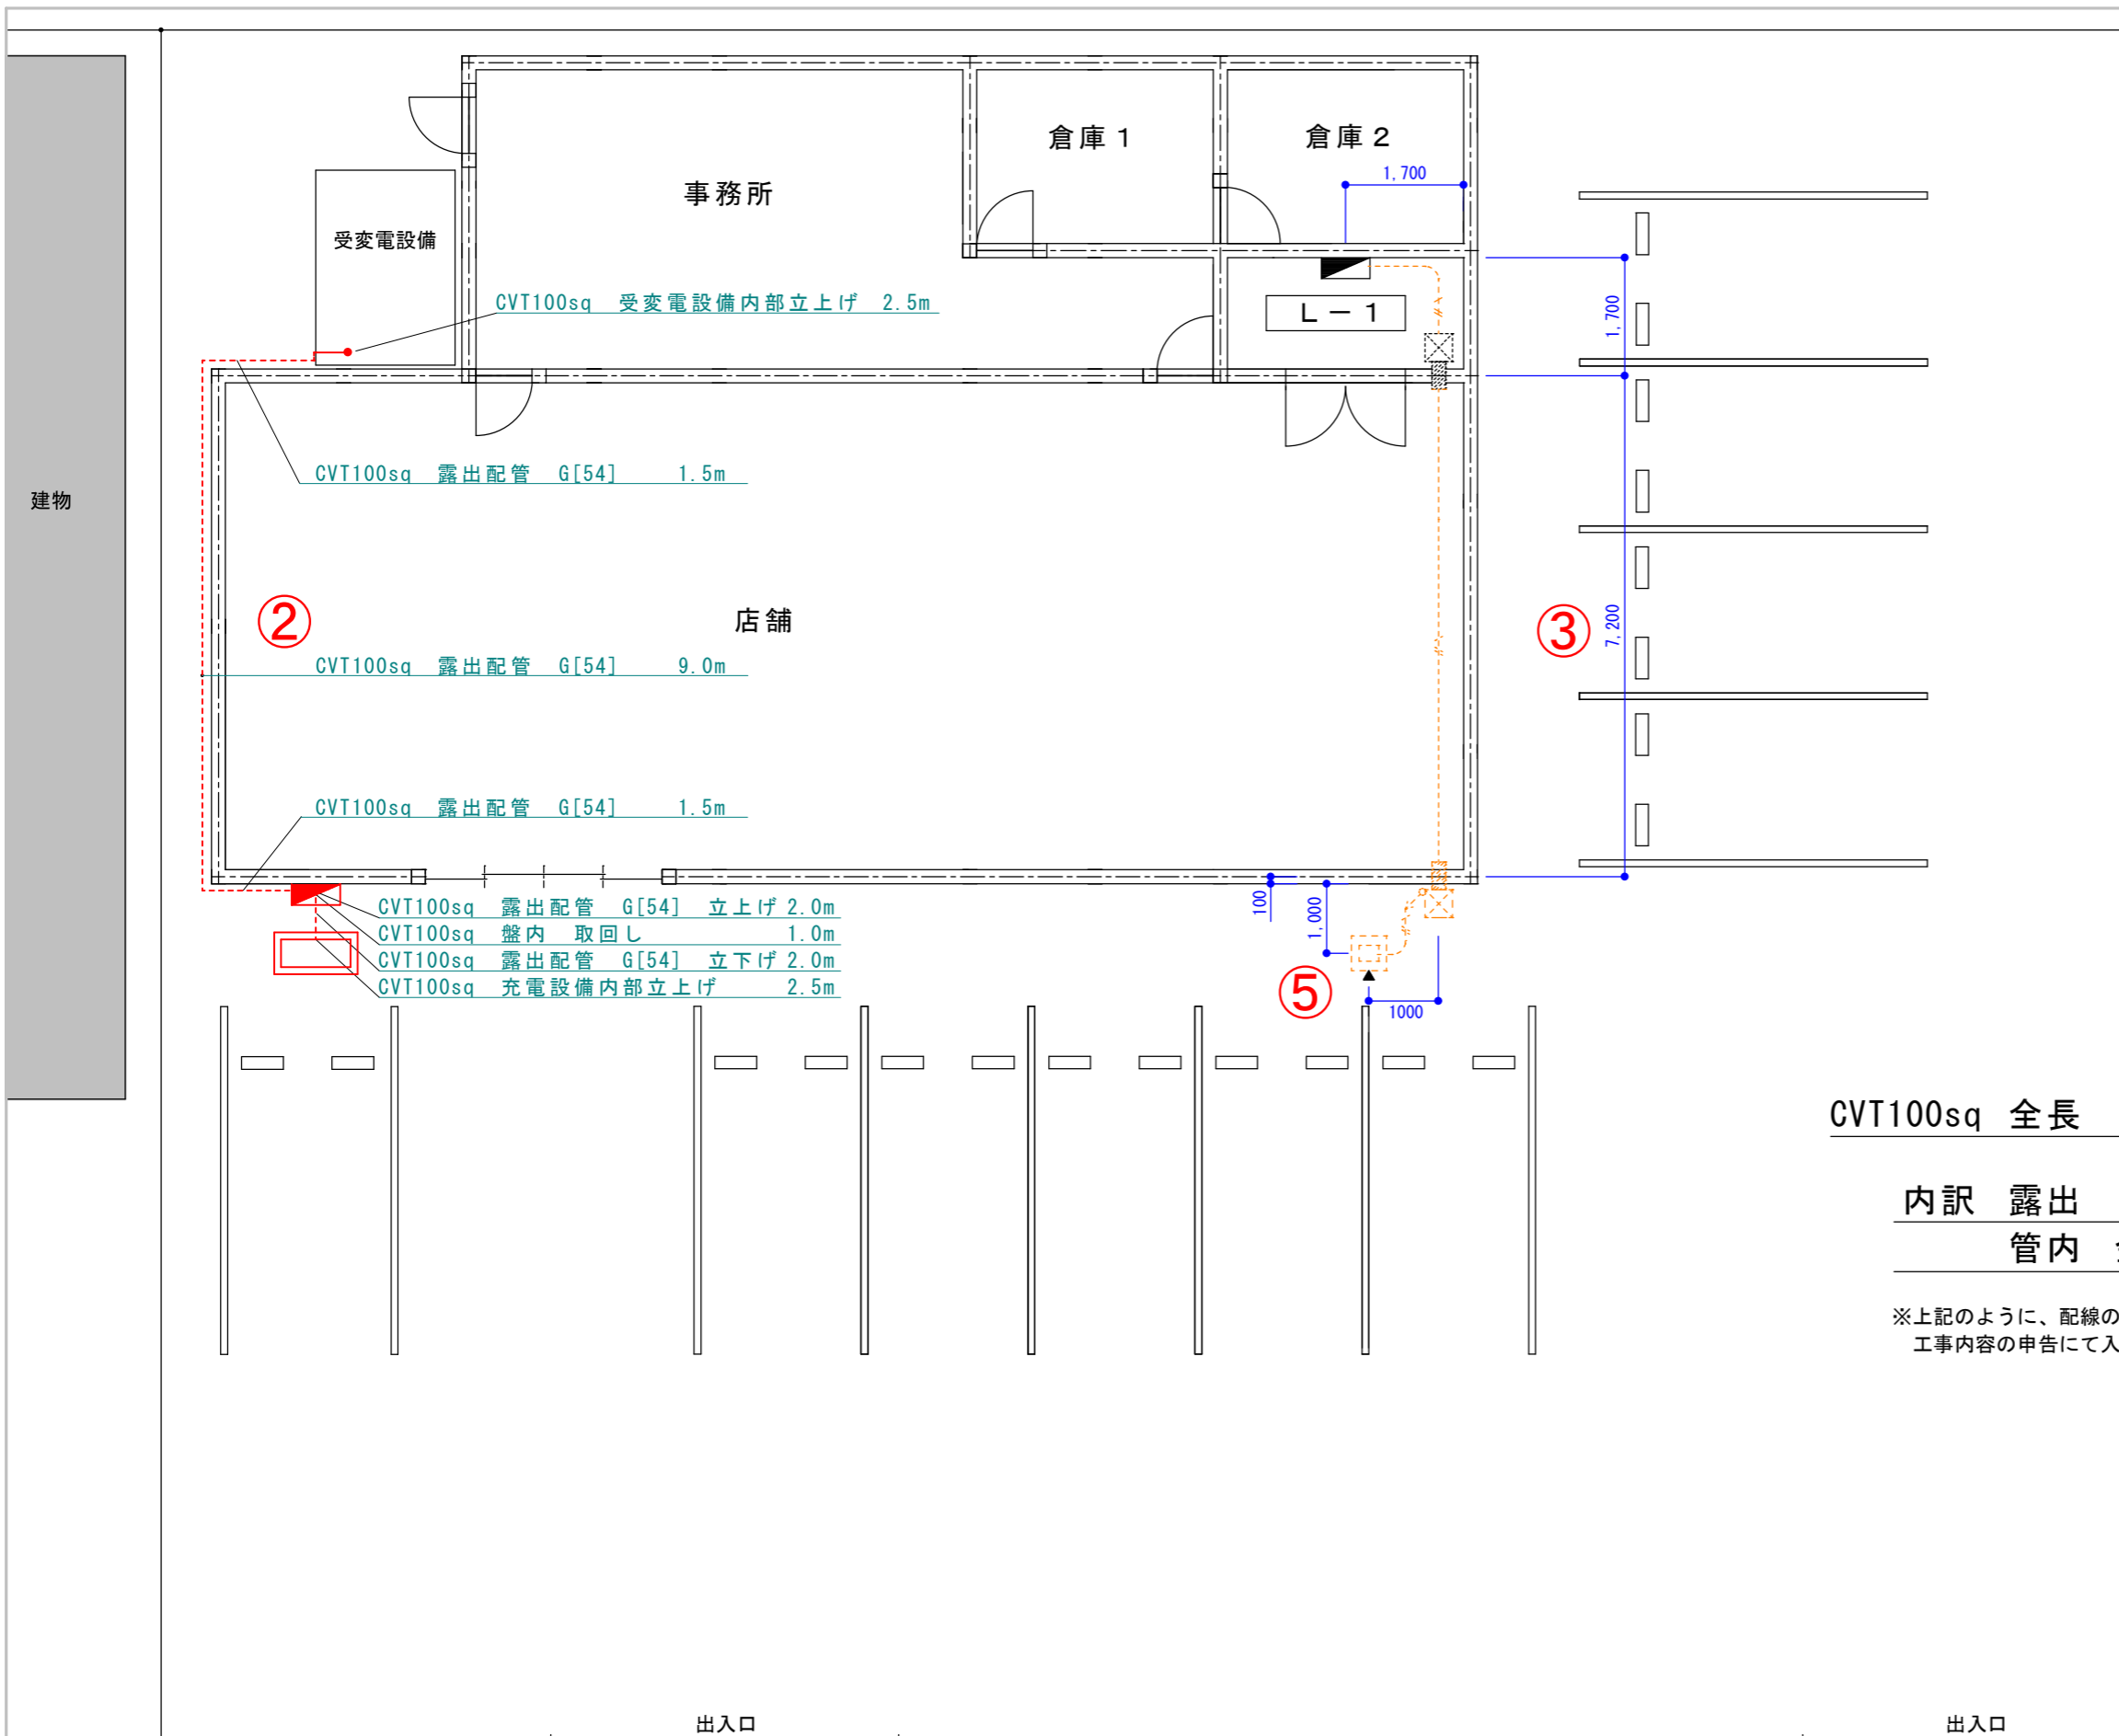 倉庫１
倉庫２
1,700
事務所
受変電設備
CVT100sq 受変電設備内部立上げ 2.5m
Ｌ－１
1,700
CVT100sq 露出配管 G[54] 1.5m
建物
②
店舗
③
7,200
CVT100sq 露出配管 G[54] 9.0m
CVT100sq 露出配管 G[54] 1.5m
CVT100sq 露出配管 G[54] 立上げ 2.0m
CVT100sq 盤内 取回し 1.0m
CVT100sq 露出配管 G[54] 立下げ 2.0m
CVT100sq 充電設備内部立上げ 2.5m
100
1,000
⑤
1000
CVT100sq 全長
内訳 露出
管内
※上記のように、配線の
工事内容の申告にて入
出入口
出入口